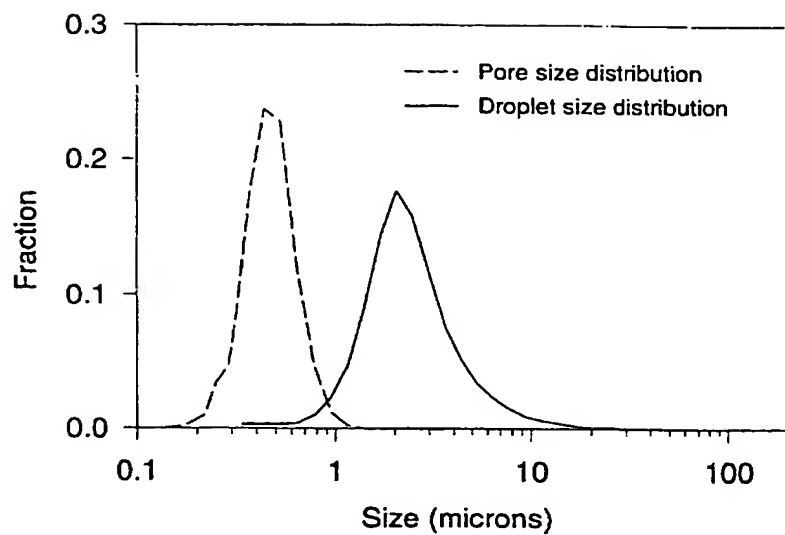 0.3
0.2
0.1
0.0
Fraction
Pore size distribution
Droplet size distribution
0.1 1 10 100
Size (microns)